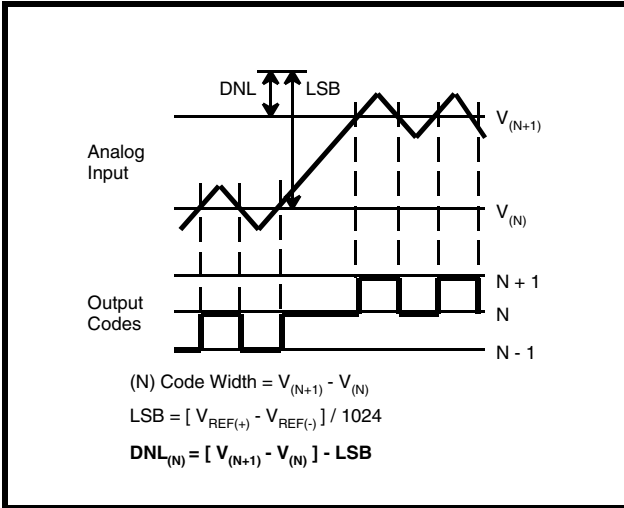 DNL LSB
V(N+1)
Analog
Input
V(N)
N + 1
Output
Codes
N
N - 1
(N) Code Width = V(N+1) - V(N)
LSB = [ VREF(+) - VREF(-) ] / 1024
DNL(N) = [ V(N+1) - V(N) ] - LSB